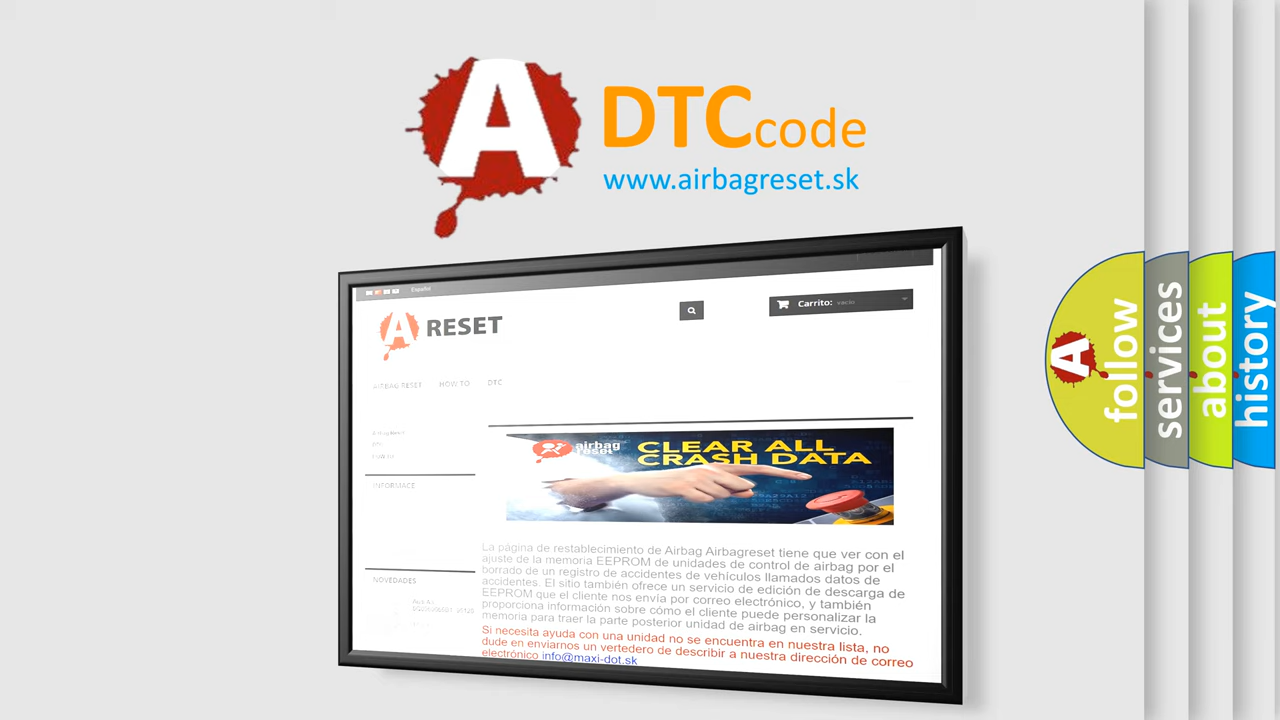 A
DTCcode
www.airbagreset.sk
Español
A RESET
Carrito: vacío
AIRBAG RESET HOW TO DTC
INFORMACE
NOVEDADES
airbag
reset
CLEAR ALL
CRASH DATA
La página de restablecimiento de Airbag Airbagreset tiene que ver con el
ajuste de la memoria EEPROM de unidades de control de airbag por el
borrado de un registro de accidentes de vehículos llamados datos de
accidentes. El sitio también ofrece un servicio de edición de descarga de
EEPROM que el cliente nos envía por correo electrónico, y también
proporciona información sobre cómo el cliente puede personalizar la
memoria para traer la parte posterior unidad de airbag en servicio.
Si necesita ayuda con una unidad no se encuentra en nuestra lista, no
dude en enviarnos un vertedero de describir a nuestra dirección de correo
electrónico info@maxi-dot.sk
A
follow
services
about
history